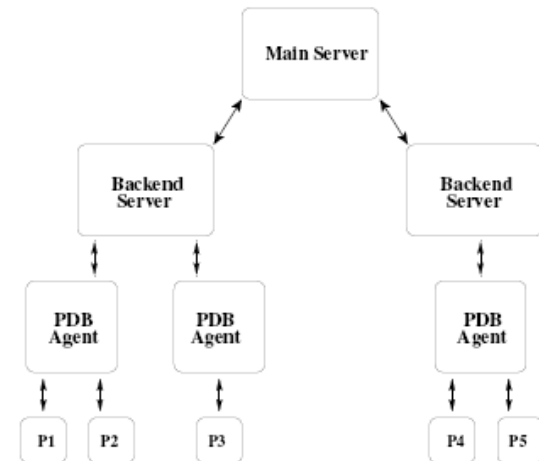 Main Server
Backend
Server
Backend
Server
PDB
Agent
PDB
Agent
PDB
Agent
P1
P2
P3
P4
P5